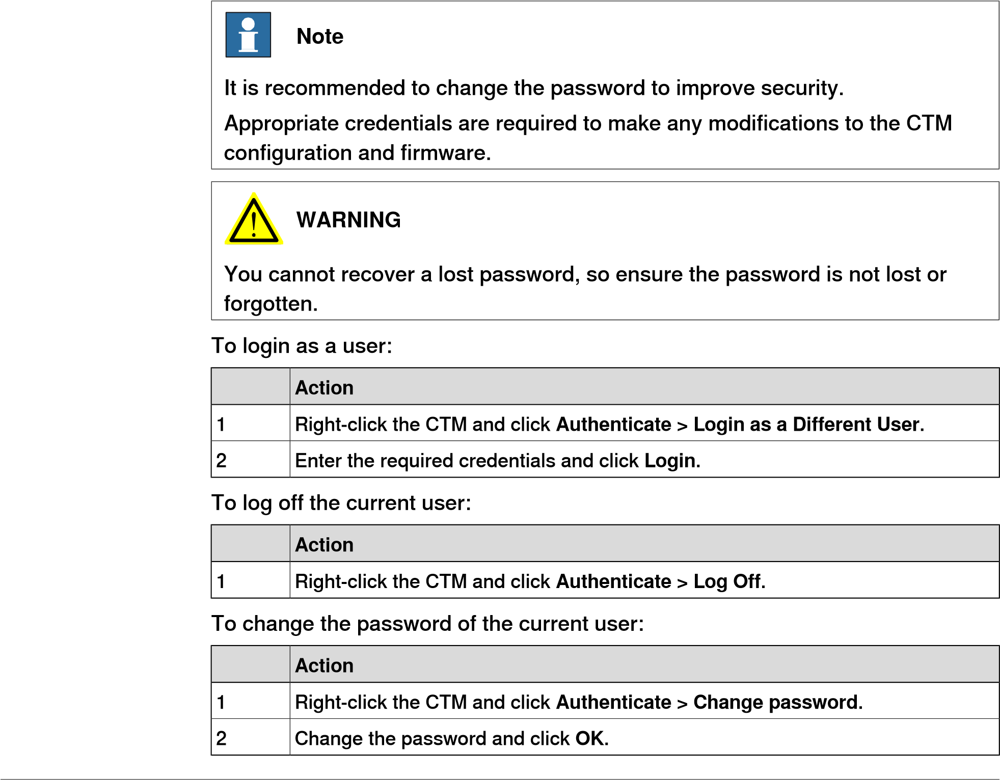 Note
It is recommended to change the password to improve security.
Appropriate credentials are required to make any modifications to the CTM
configuration and firmware.
WARNING
You cannot recover a lost password, so ensure the password is not lost or
forgotten.
To login as a user:
Action
1 Right-click the CTM and click Authenticate > Login as a Different User.
2 Enter the required credentials and click Login.
To log off the current user:
Action
1 Right-click the CTM and click Authenticate > Log Off.
To change the password of the current user:
Action
1 Right-click the CTM and click Authenticate > Change password.
2 Change the password and click OK.